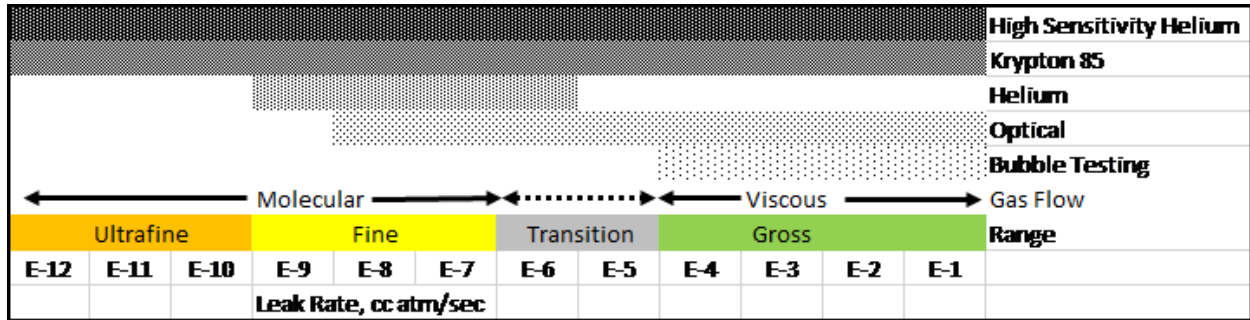 High Sensitivity Helium
Krypton 85
Helium
Optical
Bubble Testing
Molecular Viscous Gas Flow
Ultrafine Fine Transition Gross Range
E-12 E-11 E-10 E-9 E-8 E-7 E-6 E-5 E-4 E-3 E-2 E-1
Leak Rate, cc atm/sec